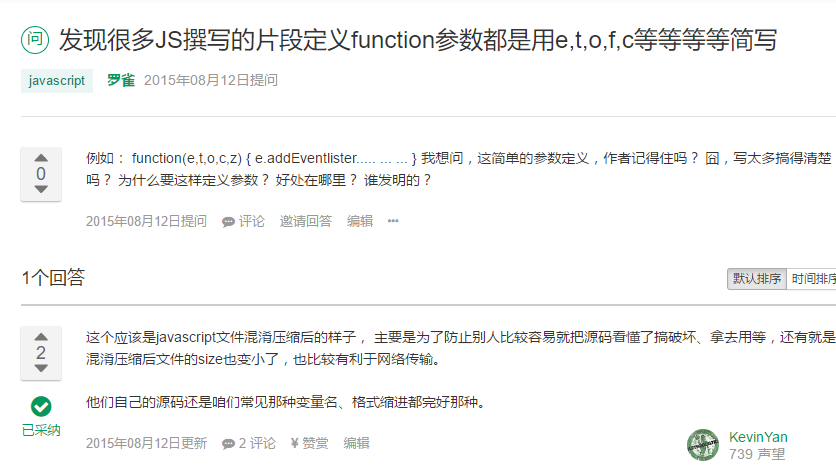 问 发现很多JS撰写的片段定义function参数都是用e,t,o,f,c等等等等简写
javascript 罗雀 2015年08月12日提问
0
例如： function(e,t,o,c,z) { e.addEventlister..... ... ... } 我想问，这简单的参数定义，作者记得住吗？ 囧，写太多搞得清楚
吗？ 为什么要这样定义参数？ 好处在哪里？ 谁发明的？
2015年08月12日提问 评论 邀请回答 编辑 •••
1个回答
默认排序 时间排序
2
这个应该是javascript文件混淆压缩后的样子， 主要是为了防止别人比较容易就把源码看懂了搞破坏、拿去用等，还有就是
混淆压缩后文件的size也变小了，也比较有利于网络传输。
已采纳
他们自己的源码还是咱们常见那种变量名、格式缩进都完好那种。
2015年08月12日更新 2 评论 ¥ 赞赏 编辑
KevinYan
739 声望